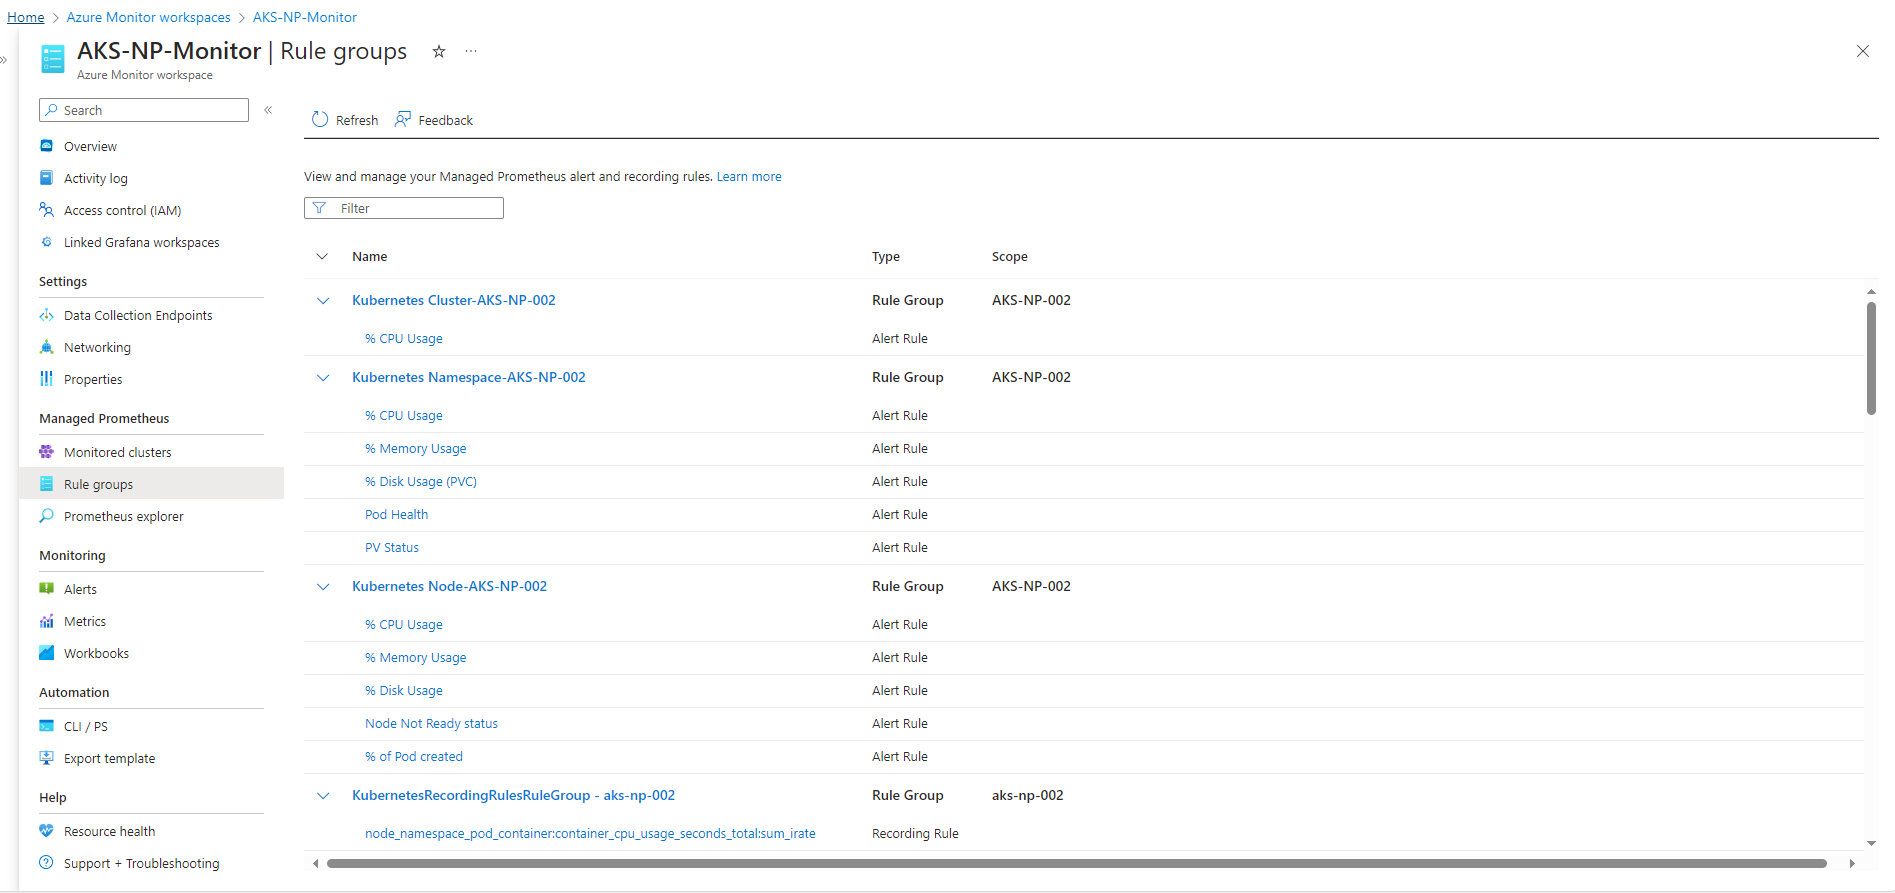 Home > Azure Monitor workspaces > AKS-NP-Monitor
AKS-NP-Monitor | Rule groups
Azure Monitor workspace
Search
Overview
Activity log
Access control (IAM)
Linked Grafana workspaces
Settings
Data Collection Endpoints
Networking
Properties
Managed Prometheus
Monitored clusters
Rule groups
Prometheus explorer
Monitoring
Alerts
Metrics
Workbooks
Automation
CLI / PS
Export template
Help
Resource health
Support + Troubleshooting
Refresh Feedback
View and manage your Managed Prometheus alert and recording rules. Learn more
Filter
Name Type Scope
Kubernetes Cluster-AKS-NP-002 Rule Group AKS-NP-002
% CPU Usage Alert Rule
Kubernetes Namespace-AKS-NP-002 Rule Group AKS-NP-002
% CPU Usage Alert Rule
% Memory Usage Alert Rule
% Disk Usage (PVC) Alert Rule
Pod Health Alert Rule
PV Status Alert Rule
Kubernetes Node-AKS-NP-002 Rule Group AKS-NP-002
% CPU Usage Alert Rule
% Memory Usage Alert Rule
% Disk Usage Alert Rule
Node Not Ready status Alert Rule
% of Pod created Alert Rule
KubernetesRecordingRulesRuleGroup - aks-np-002 Rule Group aks-np-002
node_namespace_pod_container:container_cpu_usage_seconds_total:sum_irate Recording Rule